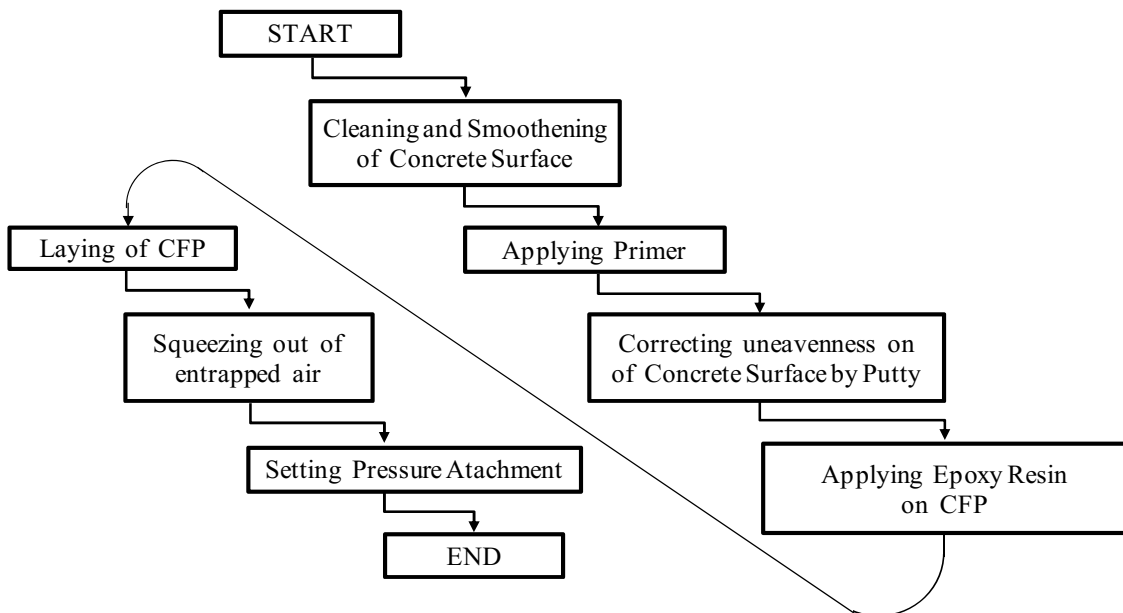 START
Cleaning and Smoothening
of Concrete Surface
Applying Primer
Correcting uneavenness on
of Concrete Surface by Putty
Applying Epoxy Resin
on CFP
Laying of CFP
Squeezing out of
entrapped air
Setting Pressure Atachment
END